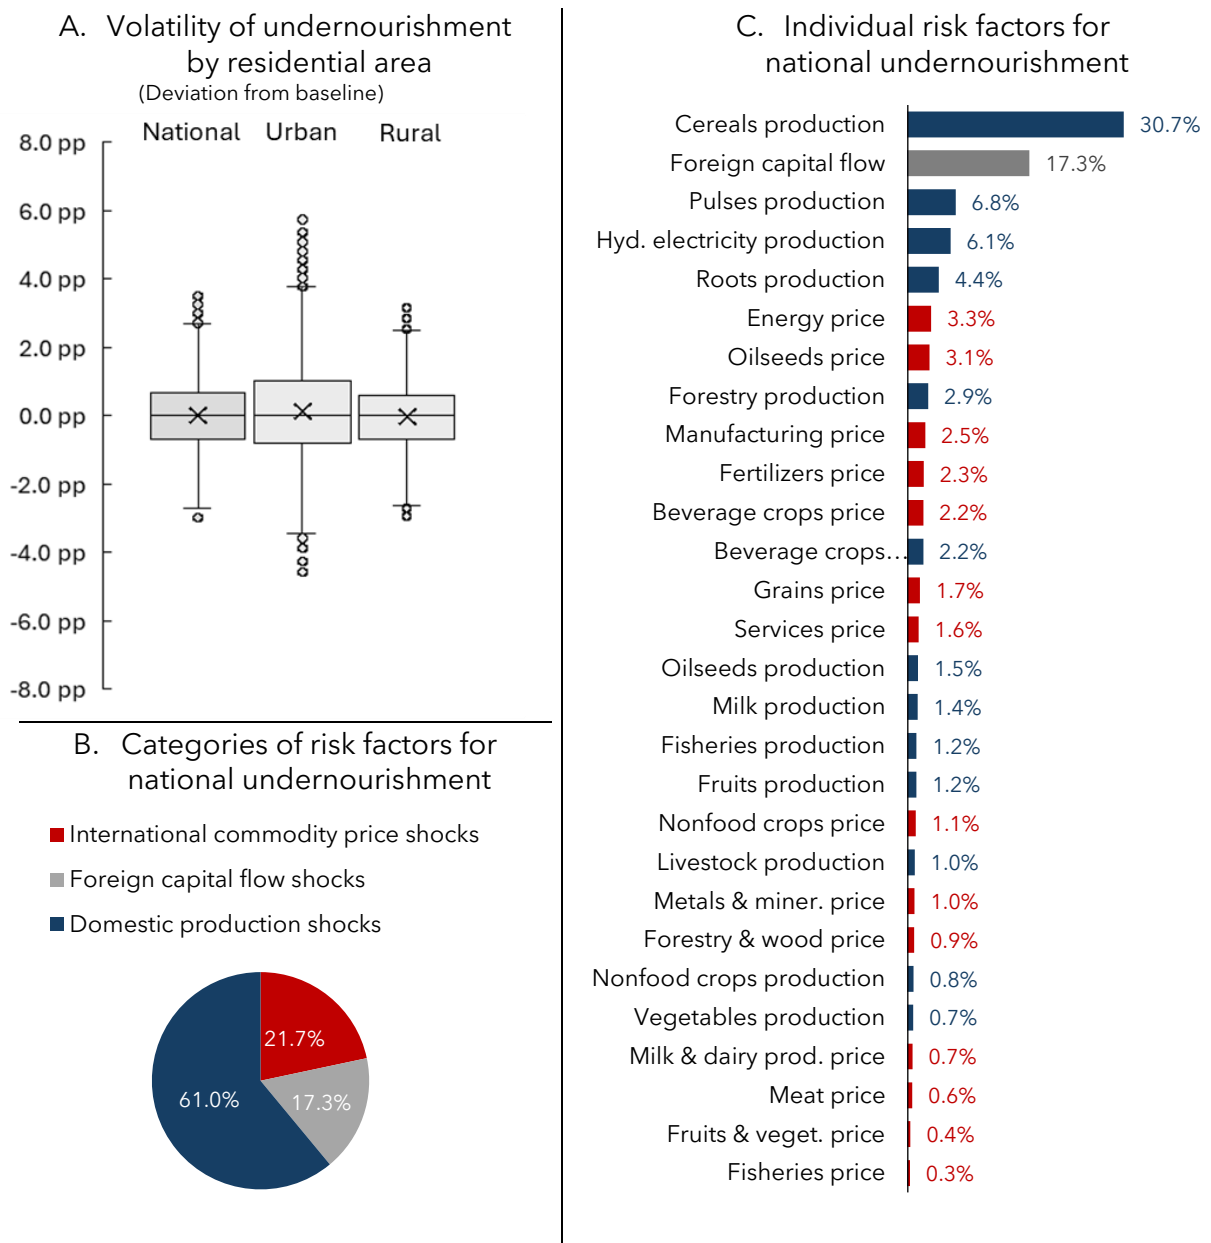 A. Volatility of undernourishment
by residential area
(Deviation from baseline)
National Urban Rural
8.0 pp
6.0 pp
4.0 pp
2.0 pp
0.0 pp
-2.0 pp
-4.0 pp
-6.0 pp
-8.0 pp
B. Categories of risk factors for
national undernourishment
International commodity price shocks
Foreign capital flow shocks
Domestic production shocks
21.7%
17.3%
61.0%
C. Individual risk factors for
national undernourishment
Cereals production 30.7%
Foreign capital flow 17.3%
Pulses production 6.8%
Hyd. electricity production 6.1%
Roots production 4.4%
Energy price 3.3%
Oilseeds price 3.1%
Forestry production 2.9%
Manufacturing price 2.5%
Fertilizers price 2.3%
Beverage crops price 2.2%
Beverage crops… 2.2%
Grains price 1.7%
Services price 1.6%
Oilseeds production 1.5%
Milk production 1.4%
Fisheries production 1.2%
Fruits production 1.2%
Nonfood crops price 1.1%
Livestock production 1.0%
Metals & miner. price 1.0%
Forestry & wood price 0.9%
Nonfood crops production 0.8%
Vegetables production 0.7%
Milk & dairy prod. price 0.7%
Meat price 0.6%
Fruits & veget. price 0.4%
Fisheries price 0.3%